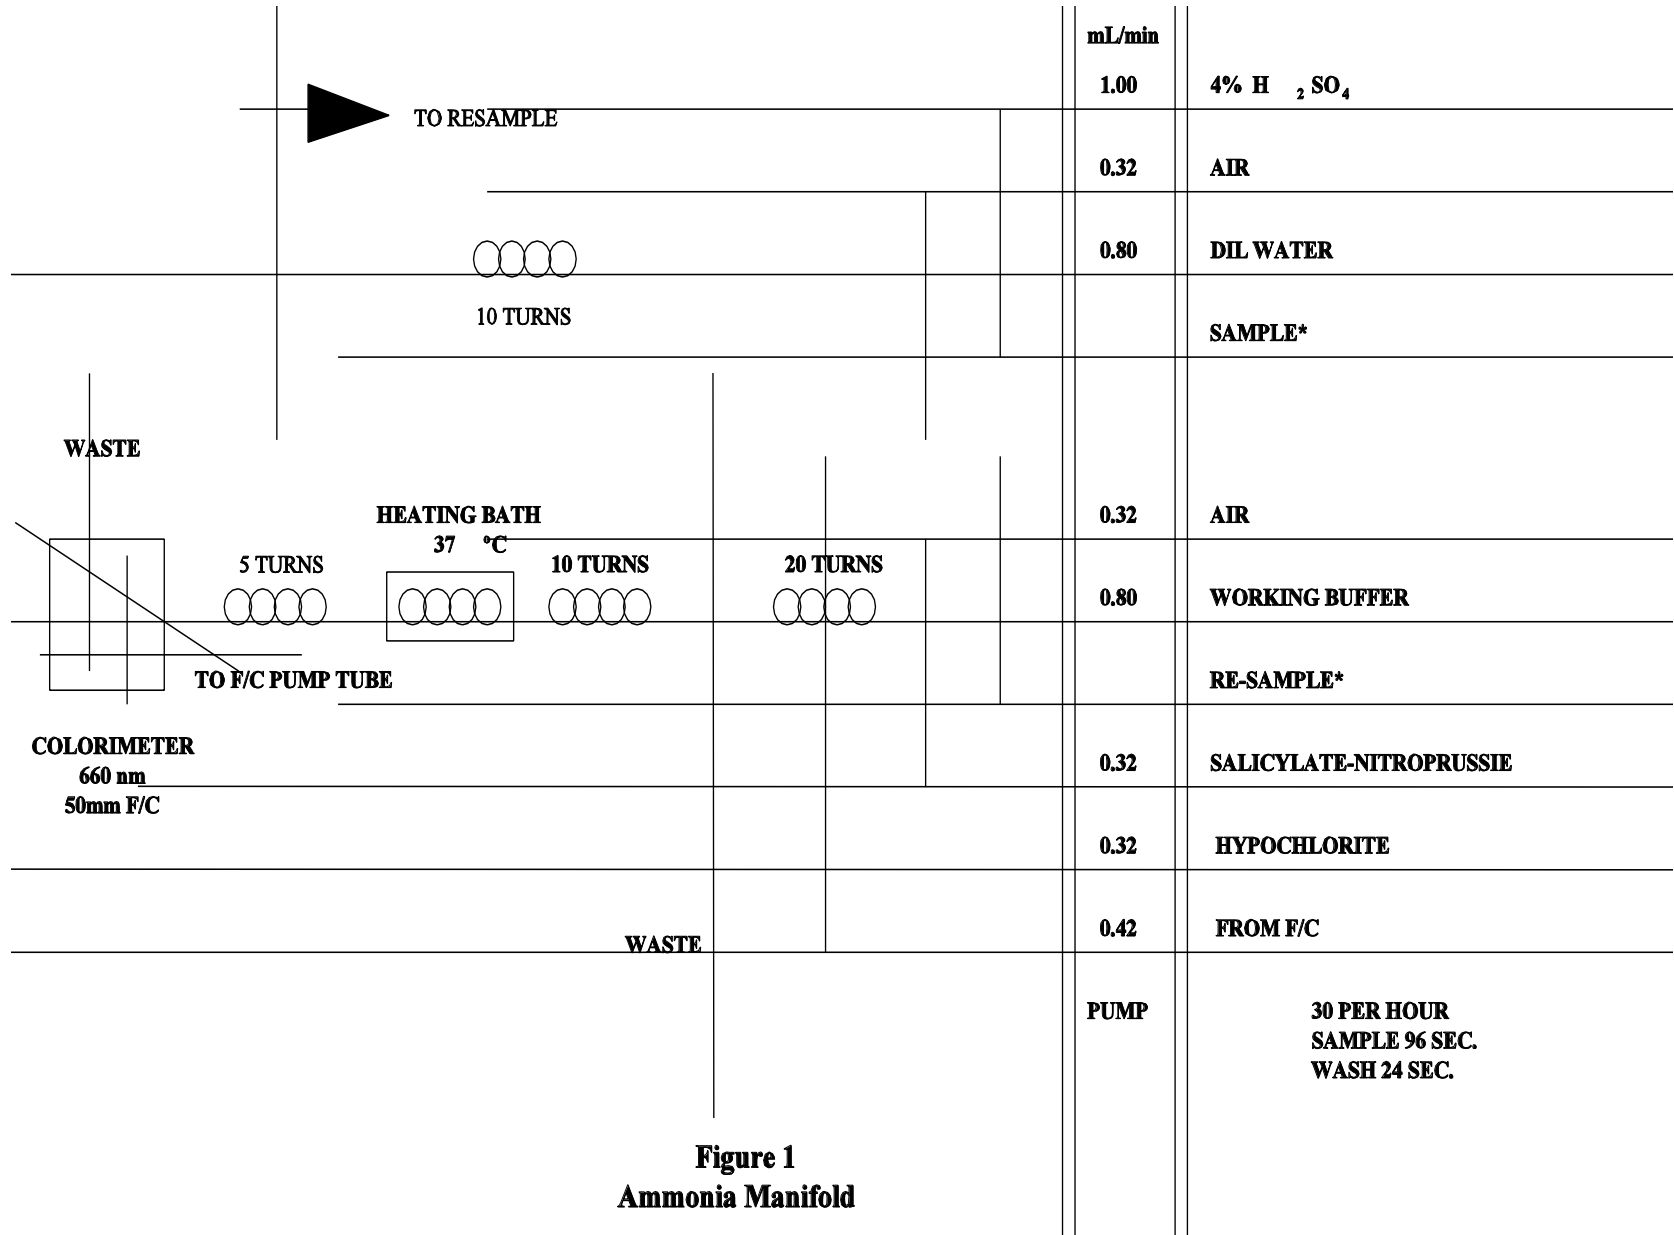 mL/min
1.00 4% H 2 SO4
TO RESAMPLE
0.32 AIR
0.80 DIL WATER
10 TURNS
SAMPLE*
WASTE
HEATING BATH
37 °C
0.32 AIR
5 TURNS 10 TURNS 20 TURNS
0.80 WORKING BUFFER
TO F/C PUMP TUBE
RE-SAMPLE*
COLORIMETER
660 nm
50mm F/C
0.32 SALICYLATE-NITROPRUSSIE
0.32 HYPOCHLORITE
0.42 FROM F/C
WASTE
PUMP
30 PER HOUR
SAMPLE 96 SEC.
WASH 24 SEC.
Figure 1
Ammonia Manifold